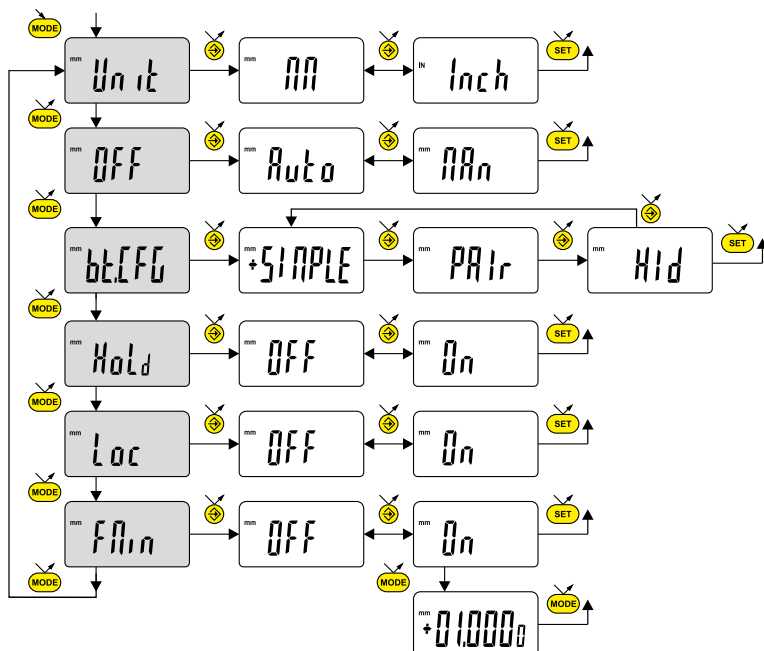 MODE
mm Unit
mm MM
IN Inch
SET
MODE
mm OFF
mm Auto
mm MAn
SET
MODE
mm bt.CFG
mm SIMPLE
mm PAIr
mm HId
SET
MODE
mm HoLd
mm OFF
mm On
SET
MODE
mm Loc
mm OFF
mm On
SET
MODE
mm FMin
mm OFF
mm On
SET
MODE
MODE
mm +01,0000
MODE